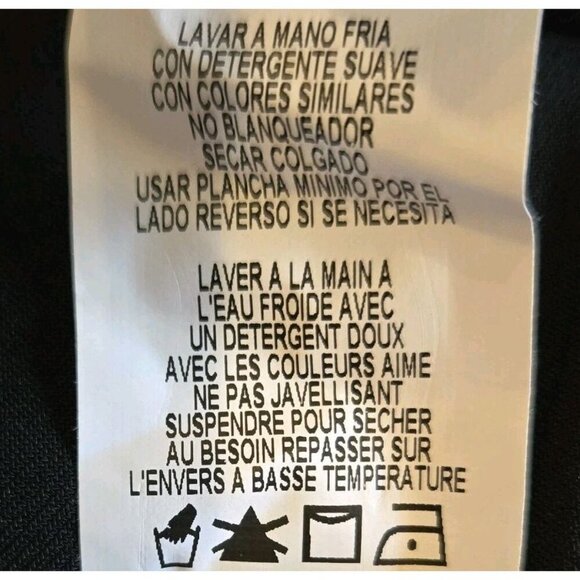 LAVAR A MANO FRIA
CON DETERGENTE SUAVE
CON COLORES SIMILARES
NO BLANQUEADOR
SECAR COLGADO
USAR PLANCHA MINIMO POR EL
LADO REVERSO SI SE NECESITA
LAVER A LA MAIN A
L'EAU FROIDE AVEC
UN DETERGENT DOUX
AVEC LES COULEURS AIME
NE PAS JAVELLISANT
SUSPENDRE POUR SECHER
AU BESOIN REPASSER SUR
L'ENVERS A BASSE TEMPERATURE